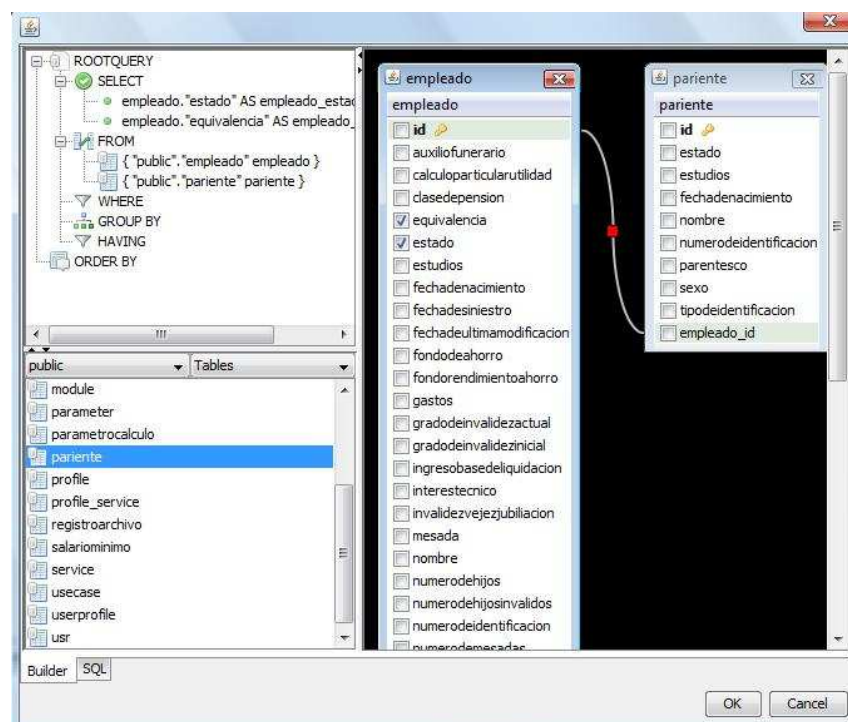 ROOTQUERY
SELECT
empleado."estado" AS empleado_estad
empleado."equivalencia" AS empleado_
FROM
{ "public"."empleado" empleado }
{ "public"."pariente" pariente }
WHERE
GROUP BY
HAVING
ORDER BY
public
Tables
module
parameter
parametrocalculo
pariente
profile
profile_service
registroarchivo
salariominimo
service
usecase
userprofile
usr
empleado
empleado
id
auxiliofunerario
calculoparticularutilidad
clasedepension
equivalencia
estado
estudios
fechadenacimiento
fechadesiniestro
fechadeultimamodificacion
fondodeahorro
fondorendimientoahorro
gastos
gradodeinvalidezactual
gradodeinvalidezinicial
ingresobasedeliquidacion
interestecnico
invalidezvejezjubiliacion
mesada
nombre
numerodehijos
numerodehijosinvalidos
numerodeidentificacion
numerodemesadas
pariente
pariente
id
estado
estudios
fechadenacimiento
nombre
numerodeidentificacion
parentesco
sexo
tipodeidentificacion
empleado_id
Builder
SQL
OK
Cancel